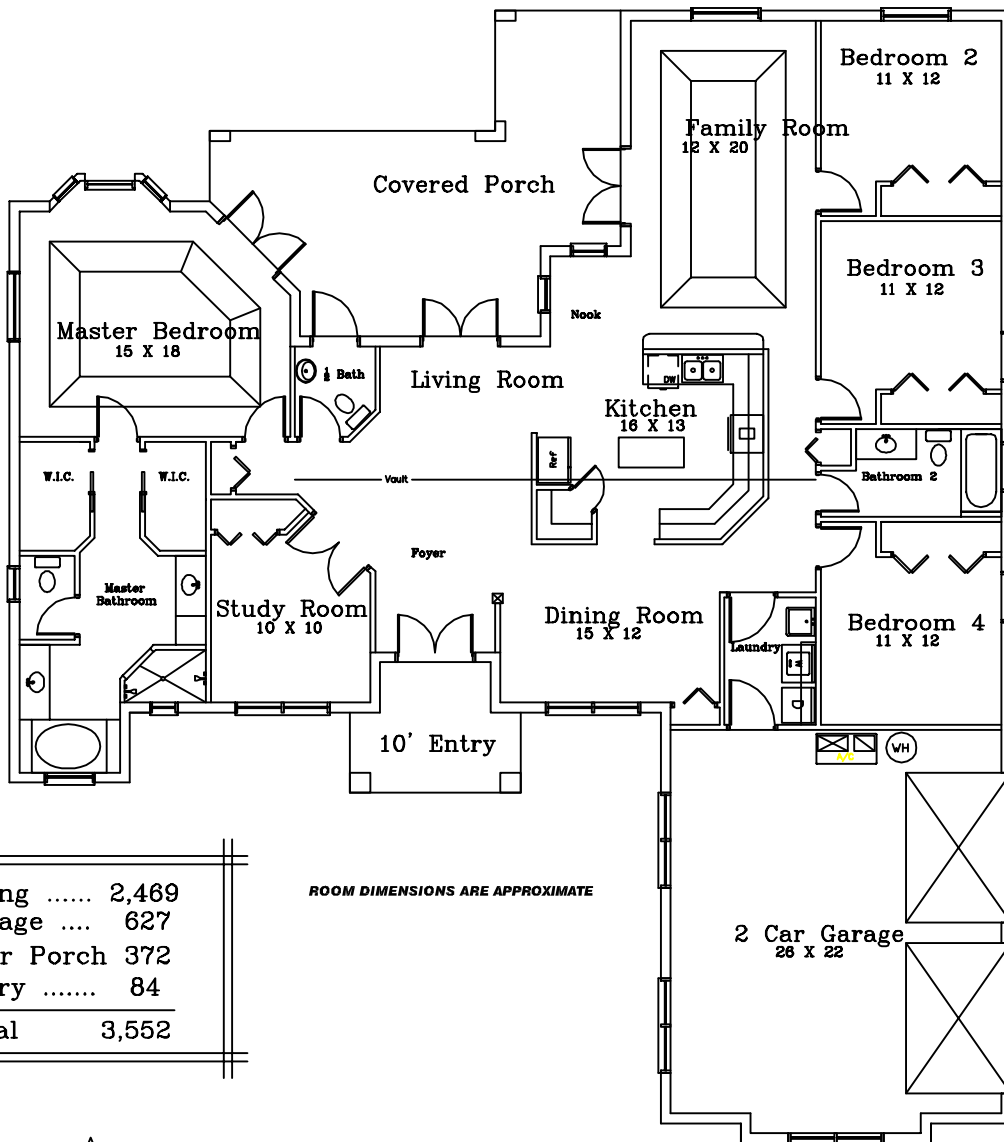 Bedroom 2
11 X 12
Family Room
12 X 20
Covered Porch
Bedroom 3
11 X 12
Nook
Master Bedroom
15 X 18
½ Bath
Living Room
DW
Kitchen
16 X 13
Ref
W.I.C.
W.I.C.
Vault
Bathroom 2
Foyer
Master
Bathroom
Study Room
10 X 10
Dining Room
15 X 12
Bedroom 4
11 X 12
Laundry
W
D
10' Entry
A/C
WH
ng ...... 2,469
age .... 627
r Porch 372
ry ....... 84
al 3,552
ROOM DIMENSIONS ARE APPROXIMATE
2 Car Garage
26 X 22